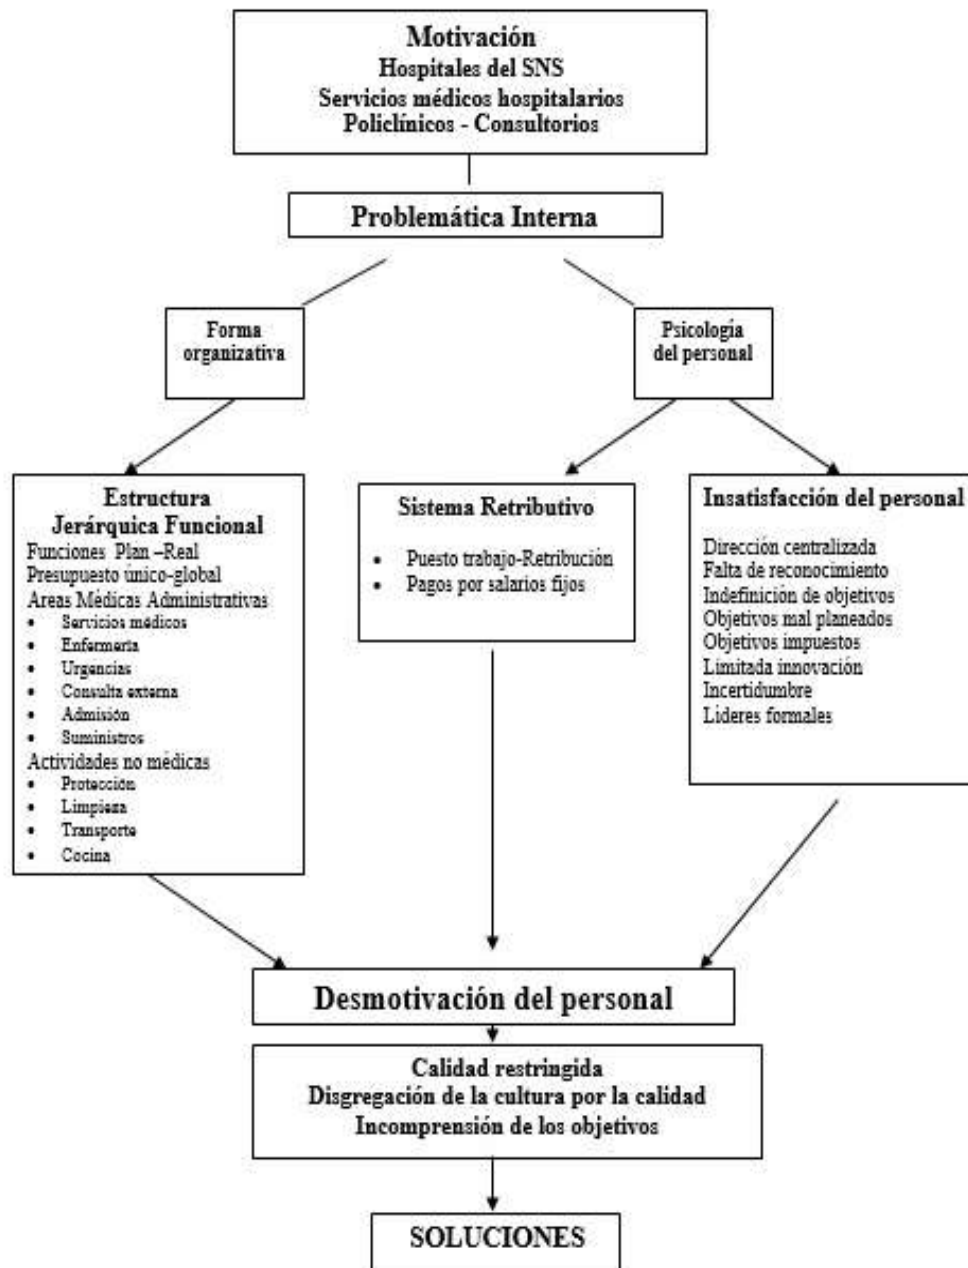 Motivación
Hospitales del SNS
Servicios médicos hospitalarios
Policlínicos - Consultorios
Problemática Interna
Forma
organizativa
Psicología
del personal
Estructura
Jerárquica Funcional
Funciones Plan –Real
Presupuesto único-global
Areas Médicas Administrativas
• Servicios médicos
• Enfermería
• Urgencias
• Consulta externa
• Admisión
• Suministros
Actividades no médicas
• Protección
• Limpieza
• Transporte
• Cocina
Sistema Retributivo
• Puesto trabajo-Retribución
• Pagos por salarios fijos
Insatisfacción del personal
Dirección centralizada
Falta de reconocimiento
Indefinición de objetivos
Objetivos mal planeados
Objetivos impuestos
Limitada innovación
Incertidumbre
Líderes formales
Desmotivación del personal
Calidad restringida
Disgregación de la cultura por la calidad
Incomprensión de los objetivos
SOLUCIONES